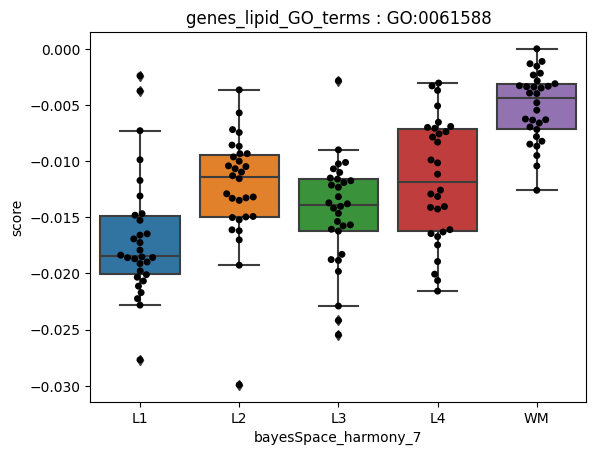 genes_lipid_GO_terms : GO:0061588
0.000
−0.005
−0.010
−0.015
−0.020
−0.025
−0.030
score
L1 L2 L3 L4 WM
bayesSpace_harmony_7